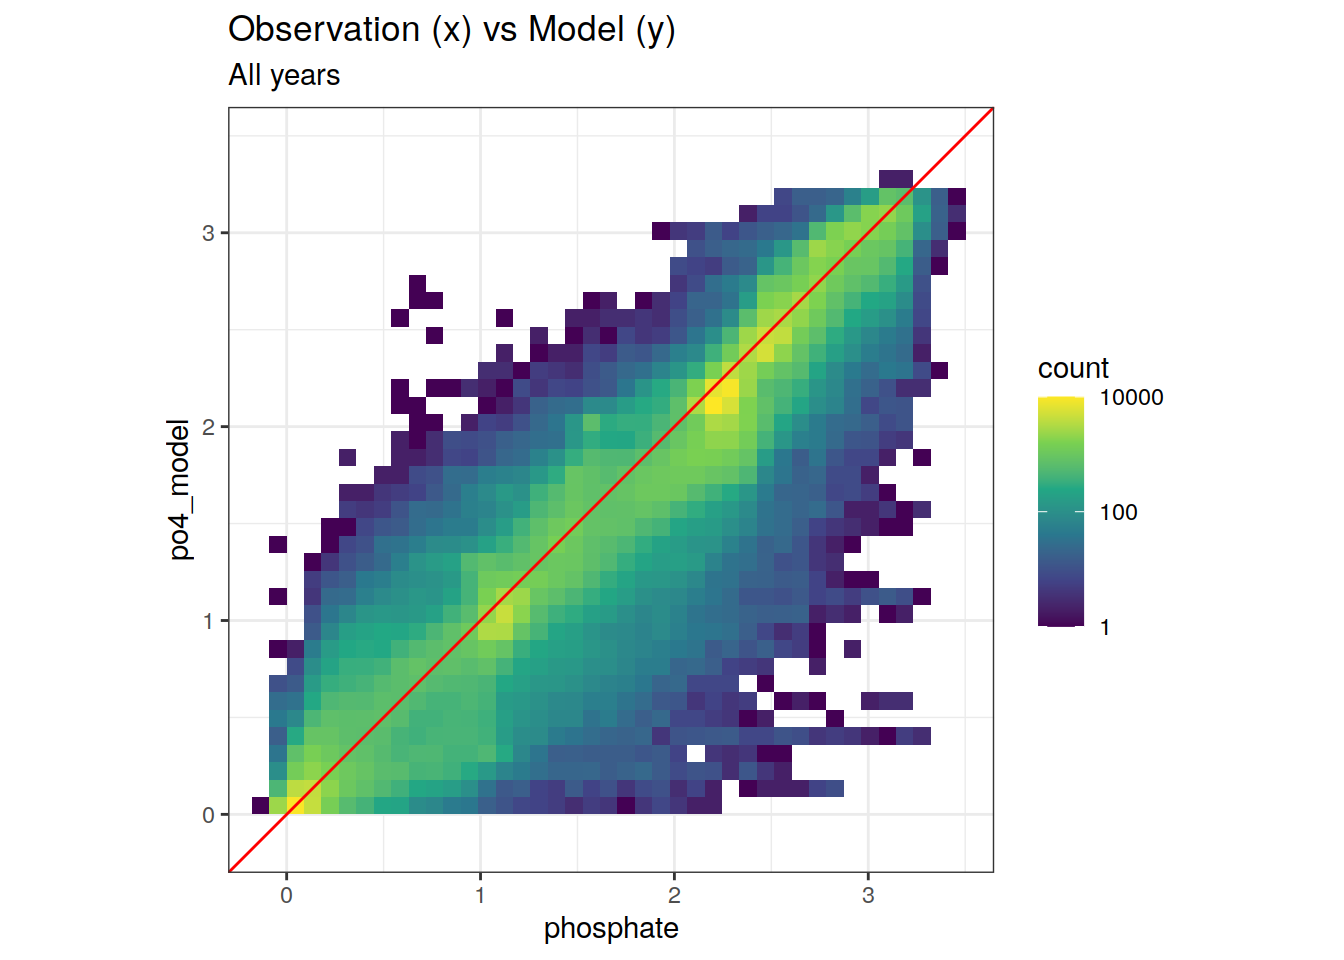 Observation (x) vs Model (y)
All years
po4_model
3
2
1
0
0 1 2 3
phosphate
count
10000
100
1